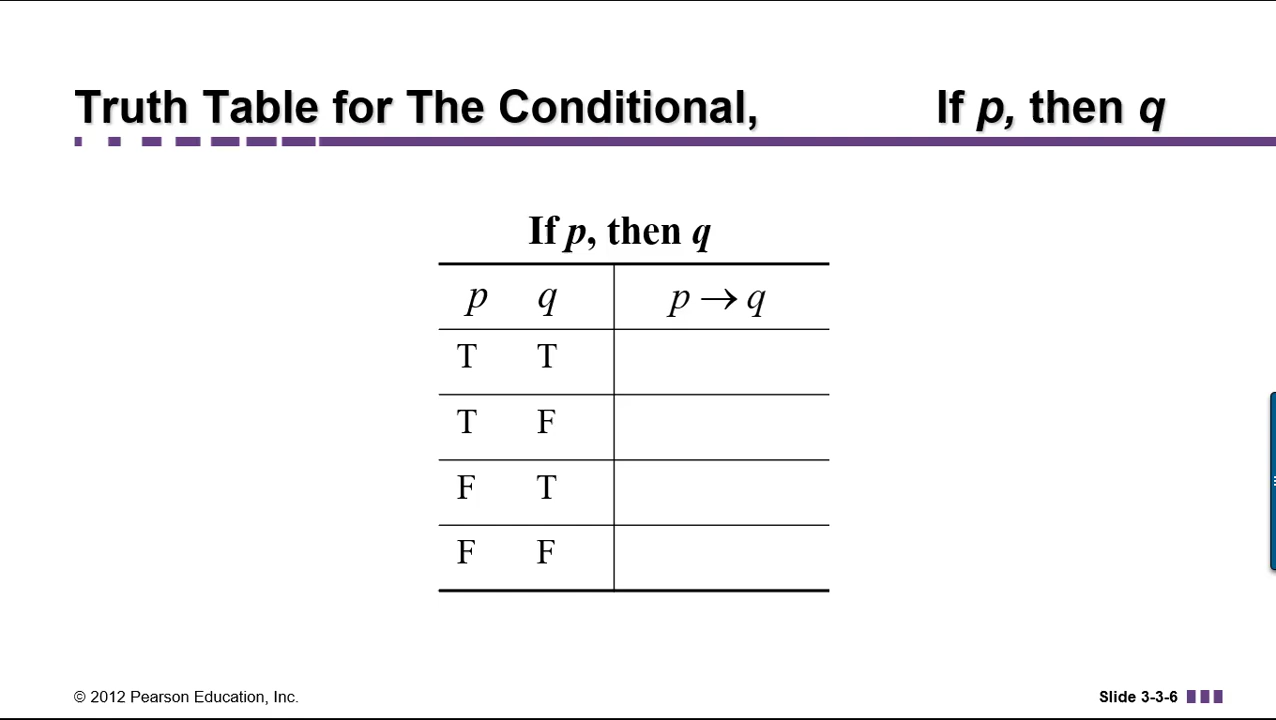 Truth Table for The Conditional, If p, then q
If p, then q
p q p → q
T T
T F
F T
F F
© 2012 Pearson Education, Inc. Slide 3-3-6